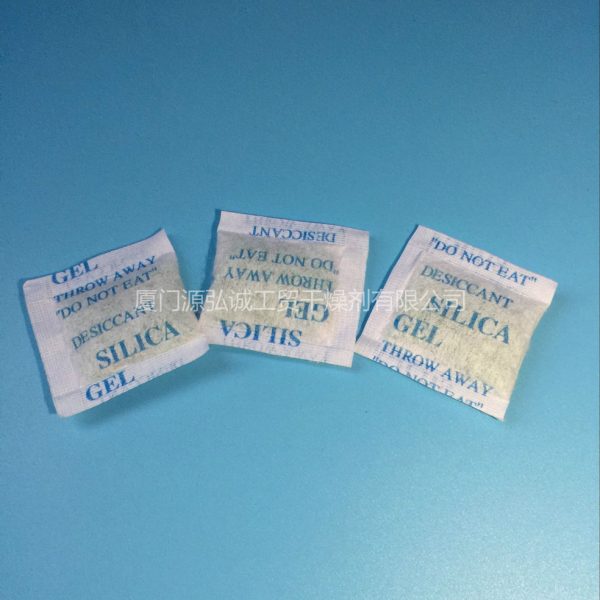 GEL
THROW AWAY
"DO NOT EAT"
DESICCANT
SILICA
GEL
SILICA
GEL
THROW AWAY
"DO NOT EAT"
DESICCANT
"DO NOT EAT"
DESICCANT
SILICA
GEL
THROW AWAY
"DO NOT EAT"
厦门源弘诚工贸干燥剂有限公司